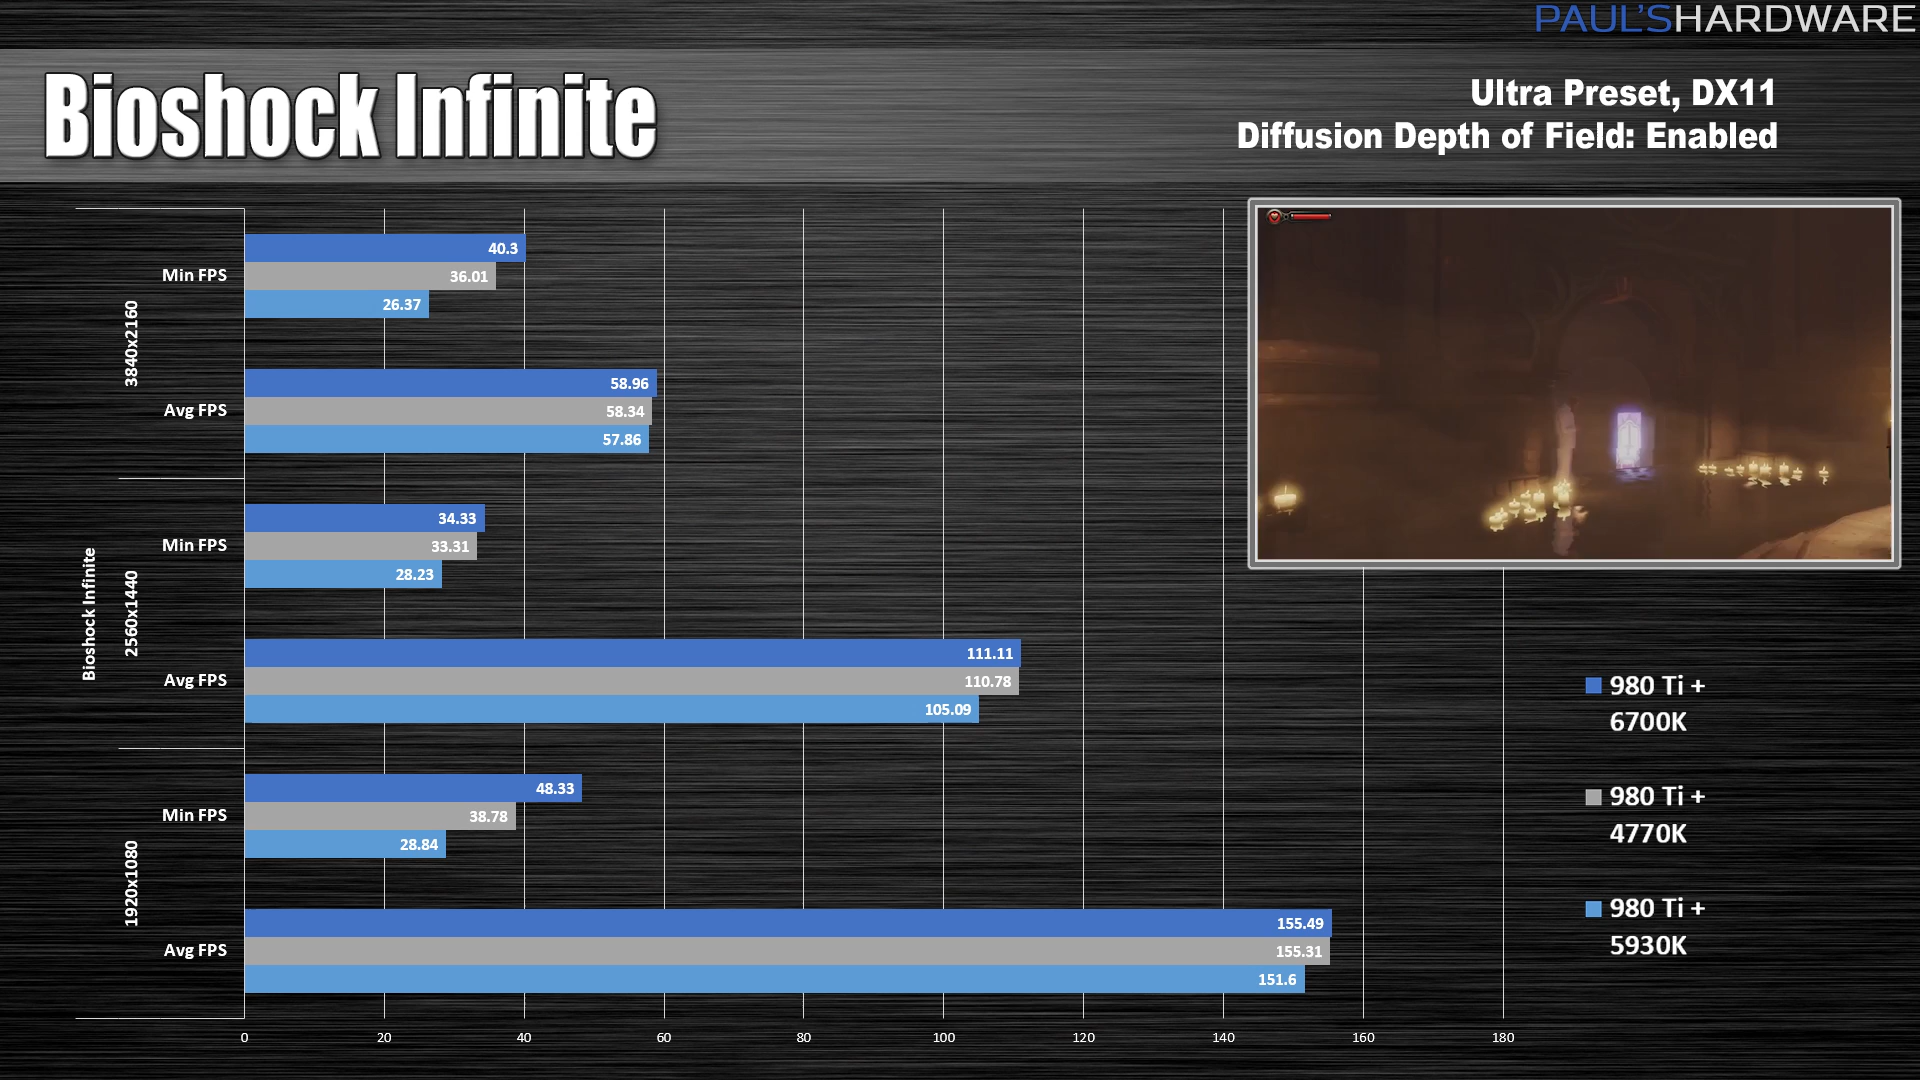 PAUL'SHARDWARE
Bioshock Infinite
Ultra Preset, DX11
Diffusion Depth of Field: Enabled
Bioshock Infinite
3840x2160
Min FPS
40.3
36.01
26.37
Avg FPS
58.96
58.34
57.86
2560x1440
Min FPS
34.33
33.31
28.23
Avg FPS
111.11
110.78
105.09
1920x1080
Min FPS
48.33
38.78
28.84
Avg FPS
155.49
155.31
151.6
0 20 40 60 80 100 120 140 160 180
980 Ti +
6700K
980 Ti +
4770K
980 Ti +
5930K